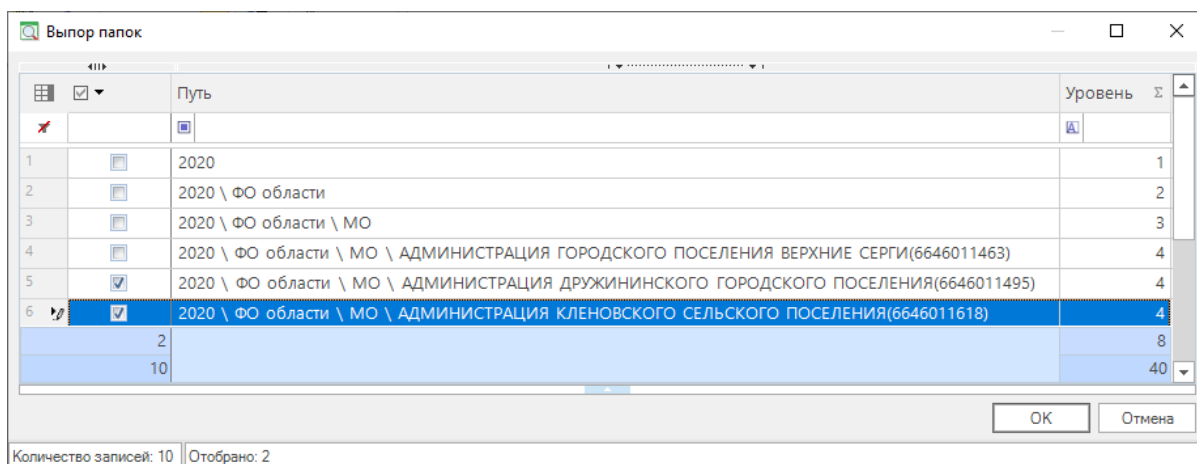 Выпор папок
Путь Уровень Σ
A
1 2020 1
2 2020 \ ФО области 2
3 2020 \ ФО области \ МО 3
4 2020 \ ФО области \ МО \ АДМИНИСТРАЦИЯ ГОРОДСКОГО ПОСЕЛЕНИЯ ВЕРХНИЕ СЕРГИ(6646011463) 4
5 2020 \ ФО области \ МО \ АДМИНИСТРАЦИЯ ДРУЖИНИНСКОГО ГОРОДСКОГО ПОСЕЛЕНИЯ(6646011495) 4
6 2020 \ ФО области \ МО \ АДМИНИСТРАЦИЯ КЛЕНОВСКОГО СЕЛЬСКОГО ПОСЕЛЕНИЯ(6646011618) 4
2 8
10 40
ОК Отмена
Количество записей: 10 Отобрано: 2